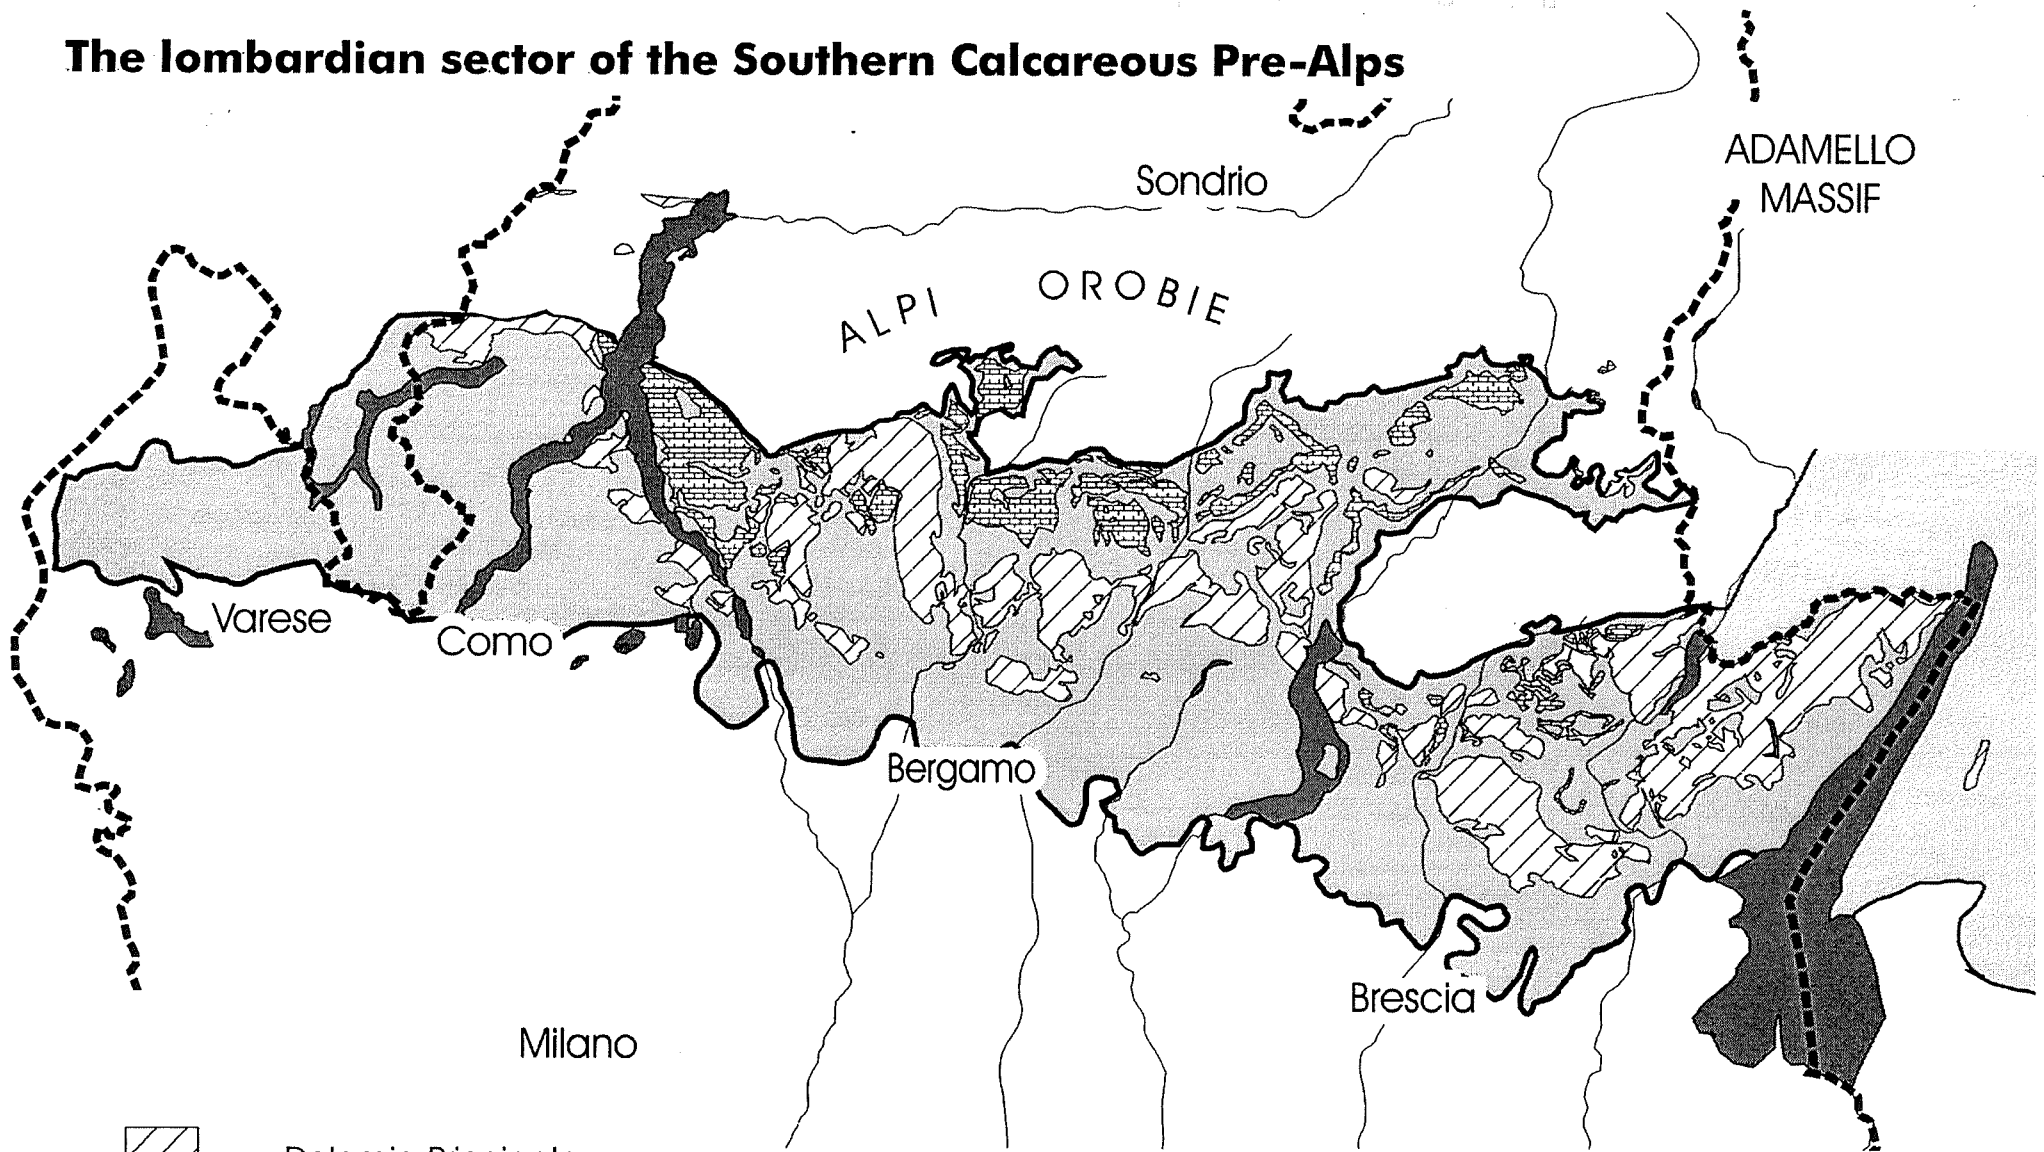 The lombardian sector of the Southern Calcareous Pre-Alps
ADAMELLO
MASSIF
Sondrio
ALPI OROBIE
Varese
Como
Bergamo
Brescia
Milano